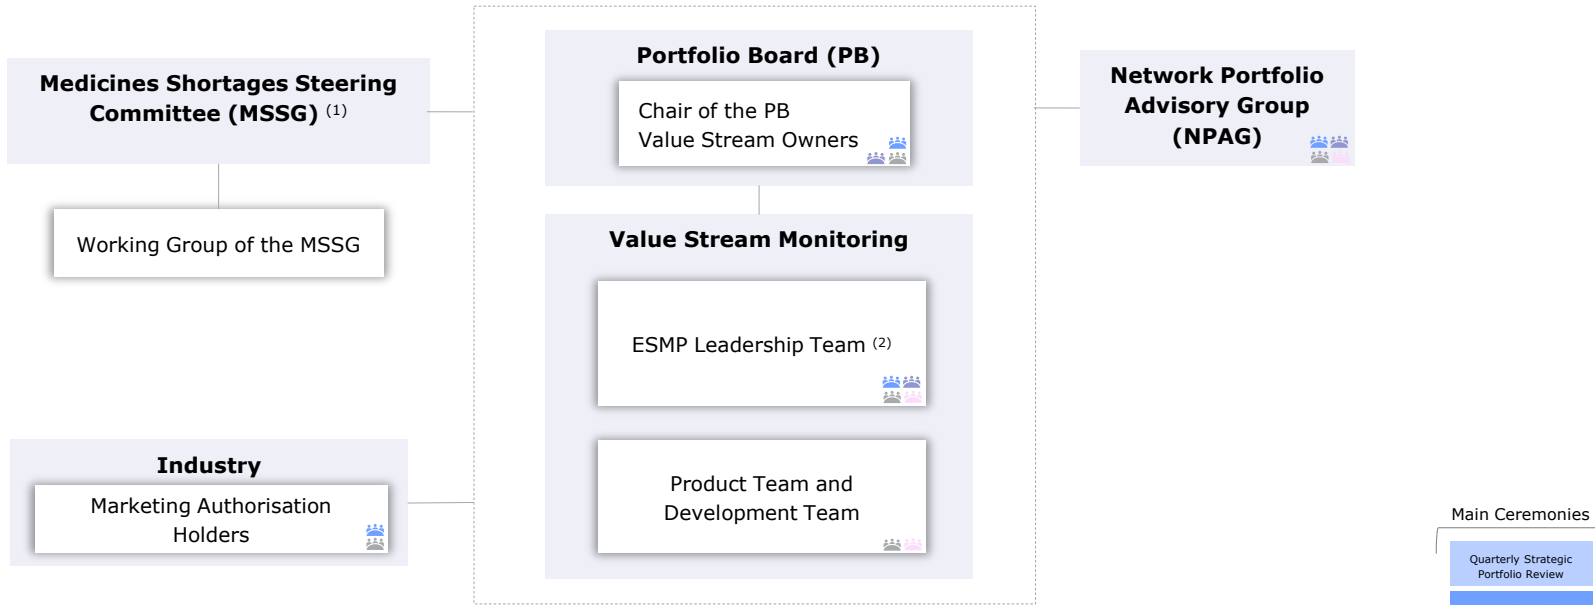 Medicines Shortages Steering
Committee (MSSG) (1)
Working Group of the MSSG
Industry
Marketing Authorisation
Holders
Portfolio Board (PB)
Chair of the PB
Value Stream Owners
Value Stream Monitoring
ESMP Leadership Team (2)
Product Team and
Development Team
Network Portfolio
Advisory Group
(NPAG)
Main Ceremonies
Quarterly Strategic
Portfolio Review